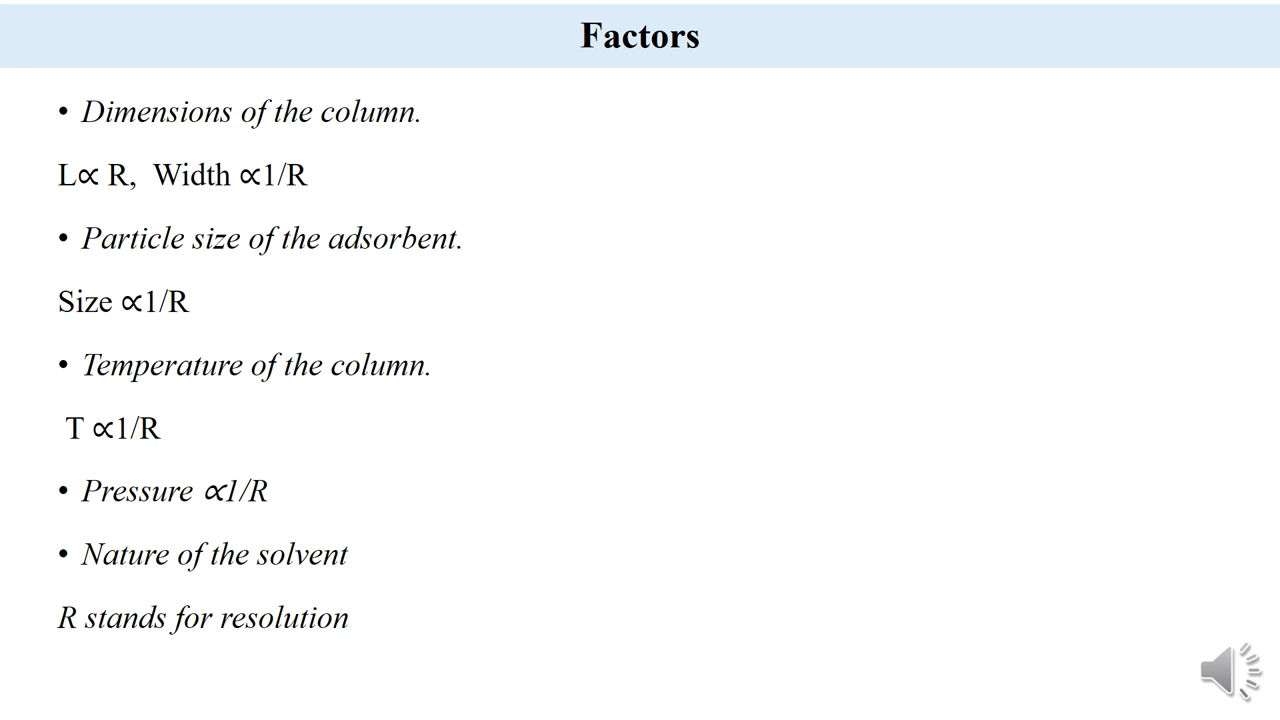 Factors
• Dimensions of the column.
L∝ R,  Width ∝1/R
• Particle size of the adsorbent.
Size ∝1/R
• Temperature of the column.
T ∝1/R
• Pressure ∝1/R
• Nature of the solvent
R stands for resolution